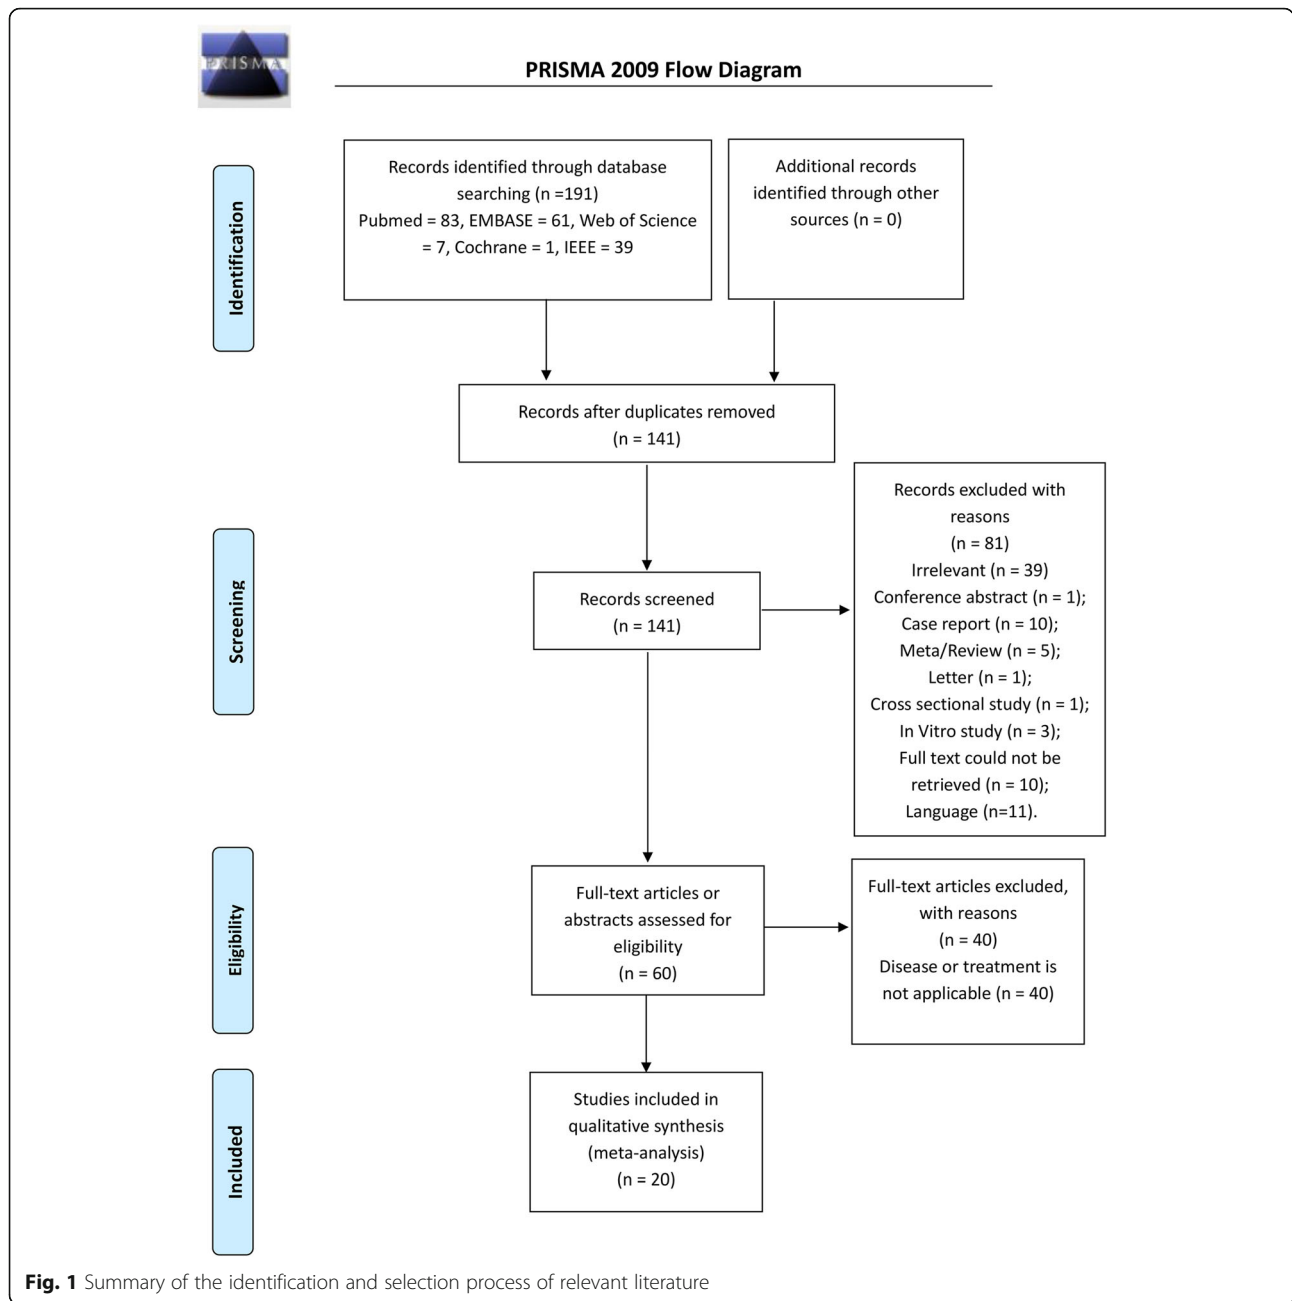 PRISMA
PRISMA 2009 Flow Diagram
Identification
Records identified through database
searching (n =191)
Pubmed = 83, EMBASE = 61, Web of Science
= 7, Cochrane = 1, IEEE = 39
Additional records
identified through other
sources (n = 0)
Records after duplicates removed
(n = 141)
Screening
Records screened
(n = 141)
Records excluded with
reasons
(n = 81)
Irrelevant (n = 39)
Conference abstract (n = 1);
Case report (n = 10);
Meta/Review (n = 5);
Letter (n = 1);
Cross sectional study (n = 1);
In Vitro study (n = 3);
Full text could not be
retrieved (n = 10);
Language (n=11).
Eligibility
Full-text articles or
abstracts assessed for
eligibility
(n = 60)
Full-text articles excluded,
with reasons
(n = 40)
Disease or treatment is
not applicable (n = 40)
Included
Studies included in
qualitative synthesis
(meta-analysis)
(n = 20)
Fig. 1 Summary of the identification and selection process of relevant literature